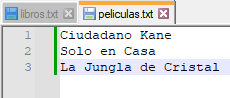 libros.txt peliculas.txt
1 Ciudadano Kane
2 Solo en Casa
3 La Jungla de Cristal